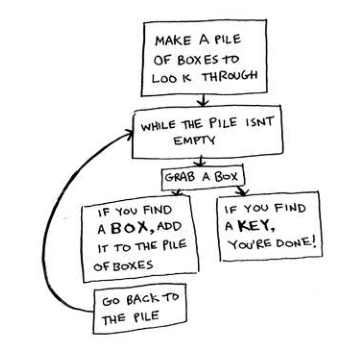 MAKE A PILE
OF BOXES TO
LOOK THROUGH
WHILE THE PILE ISNT
EMPTY
GRAB A BOX
IF YOU FIND
A BOX, ADD
IT TO THE PILE
OF BOXES
IF YOU FIND
A KEY,
YOU'RE DONE!
GO BACK TO
THE PILE